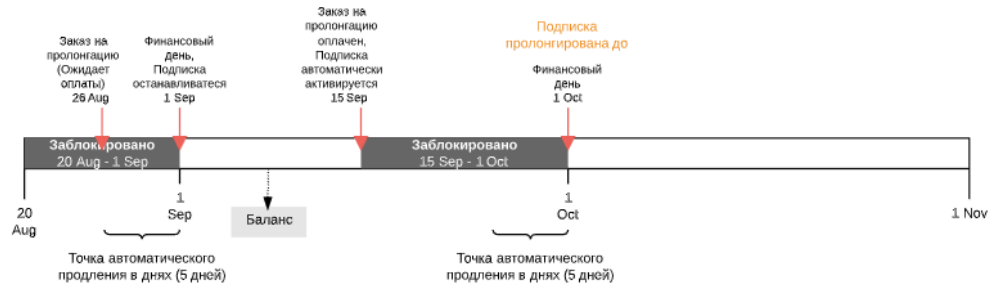 Заказ на
пролонгацию
(Ожидает
оплаты)
26 Aug
Финансовый
день,
Подписка
останавливатеся
1 Sep
Заказ на
пролонгацию
оплачен,
Подписка
автоматически
активируется
15 Sep
Подписка
пролонгирована до
Финансовый
день
1 Oct
Заблокировано
20 Aug - 1 Sep
Заблокировано
15 Sep - 1 Oct
20
Aug
1
Sep
Баланс
1
Oct
1 Nov
Точка автоматического
продления в днях (5 дней)
Точка автоматического
продления в днях (5 дней)